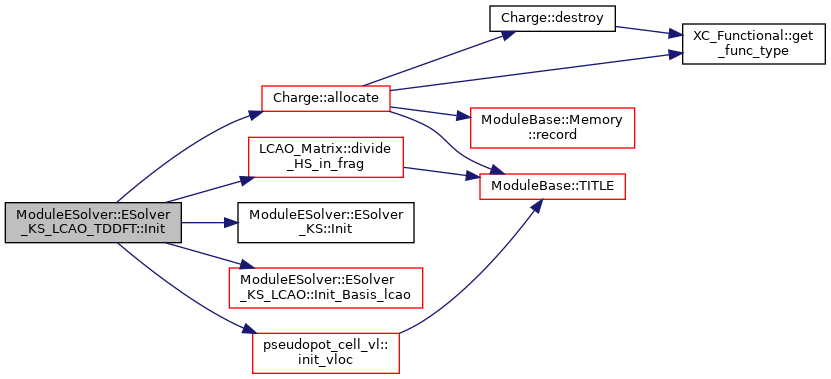 Charge::destroy
XC_Functional::get
_func_type
Charge::allocate
ModuleBase::Memory
::record
LCAO_Matrix::divide
_HS_in_frag
ModuleBase::TITLE
ModuleESolver::ESolver
_KS_LCAO_TDDFT::Init
ModuleESolver::ESolver
_KS::Init
ModuleESolver::ESolver
_KS_LCAO::Init_Basis_lcao
pseudopot_cell_vl::
init_vloc